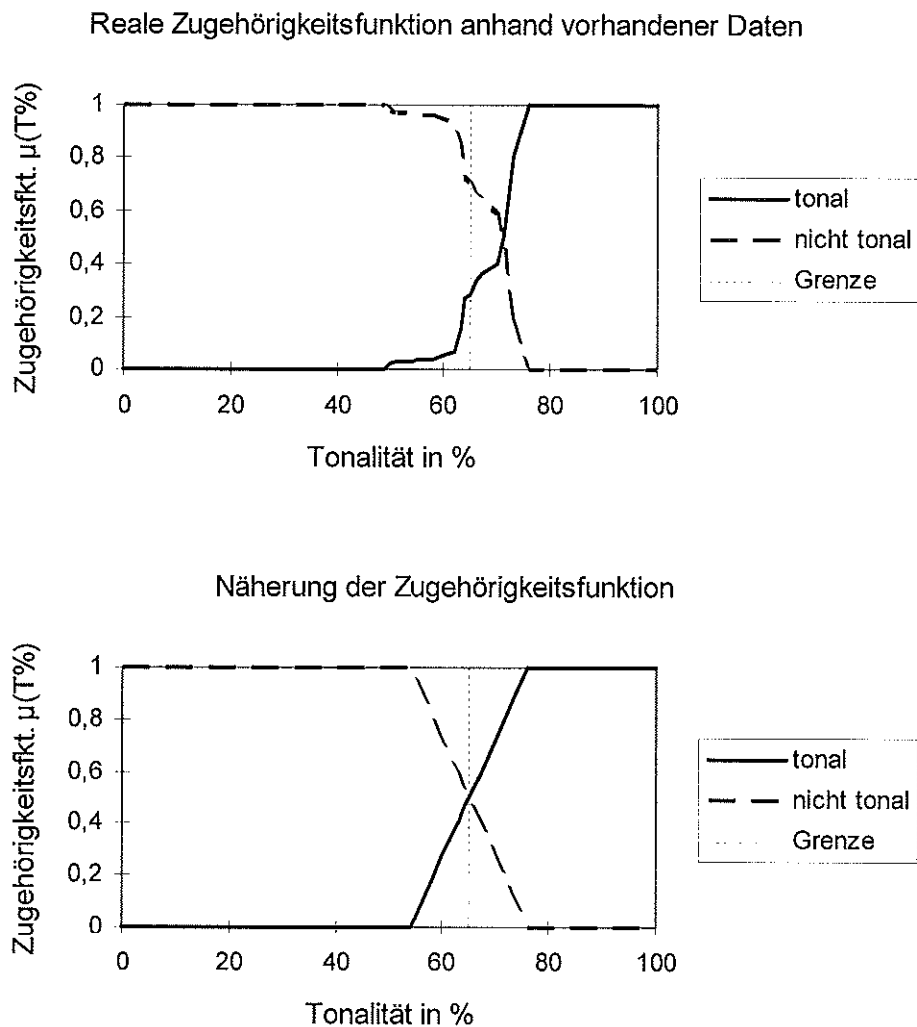 Reale Zugehörigkeitsfunktion anhand vorhandener Daten
Zugehörigkeitsfkt. µ(T%)
1
0,8
0,6
0,4
0,2
0
0 20 40 60 80 100
Tonalität in %
tonal
nicht tonal
Grenze
Näherung der Zugehörigkeitsfunktion
Zugehörigkeitsfkt. µ(T%)
1
0,8
0,6
0,4
0,2
0
0 20 40 60 80 100
Tonalität in %
tonal
nicht tonal
Grenze